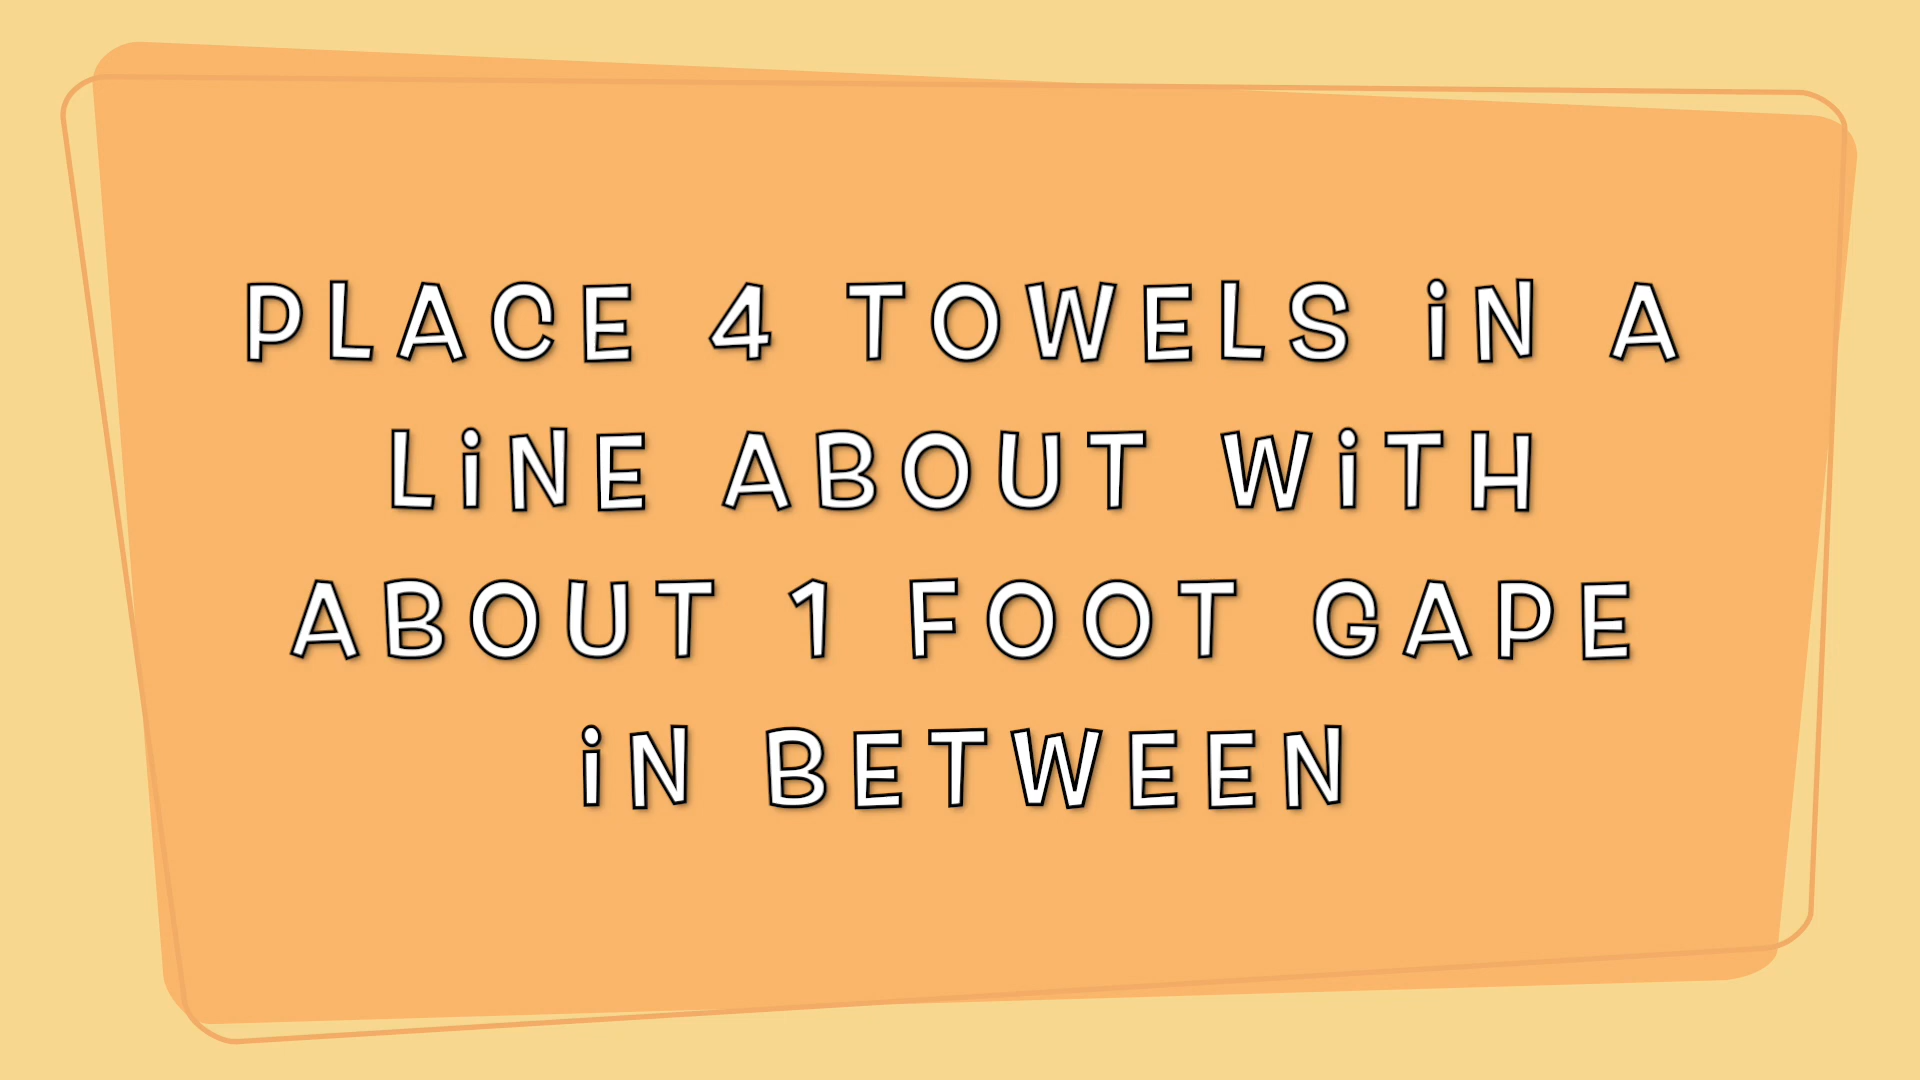 PLACE 4 TOWELS iN A
LiNE ABOUT WiTH
ABOUT 1 FOOT GAPE
iN BETWEEN